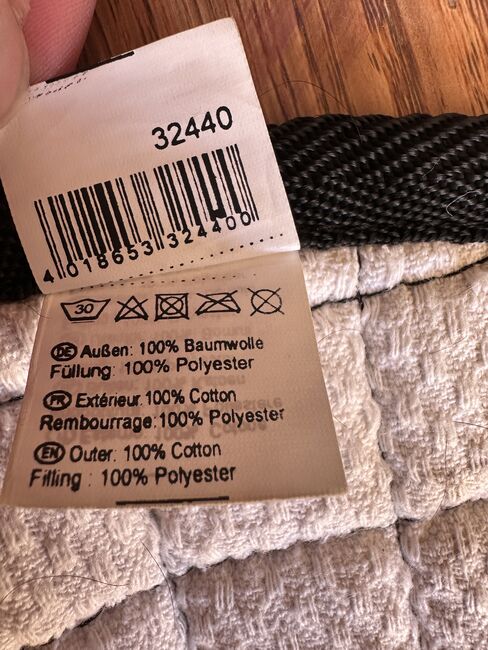 32440
4 018653 324400
30
DE Außen: 100% Baumwolle
Füllung: 100% Polyester
FR Extérieur: 100% Cotton
Rembourrage: 100% Polyester
EN Outer: 100% Cotton
Filling : 100% Polyester